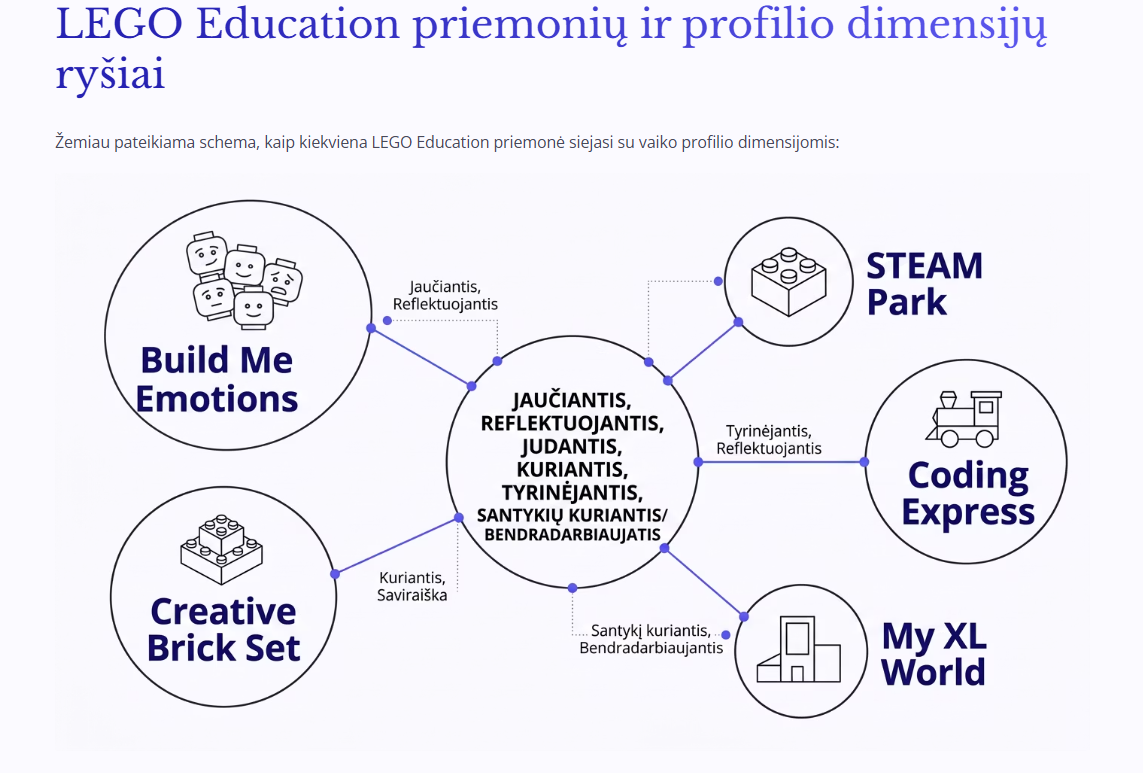 LEGO Education priemonių ir profilio dimensijų
ryšiai
Žemiau pateikiama schema, kaip kiekviena LEGO Education priemonė siejasi su vaiko profilio dimensijomis:
Build Me
Emotions
Jaučiantis,
Reflektuojantis
STEAM
Park
JAUČIANTIS,
REFLEKTUOJANTIS,
JUDANTIS,
KURIANTIS,
TYRINĖJANTIS,
SANTYKIŲ KURIANTIS/
BENDRADARBIAUJATIS
Tyrinėjantis,
Reflektuojantis
Coding
Express
Creative
Brick Set
Kuriantis,
Saviraiška
Santykį kuriantis,
Bendradarbiaujantis
My XL
World